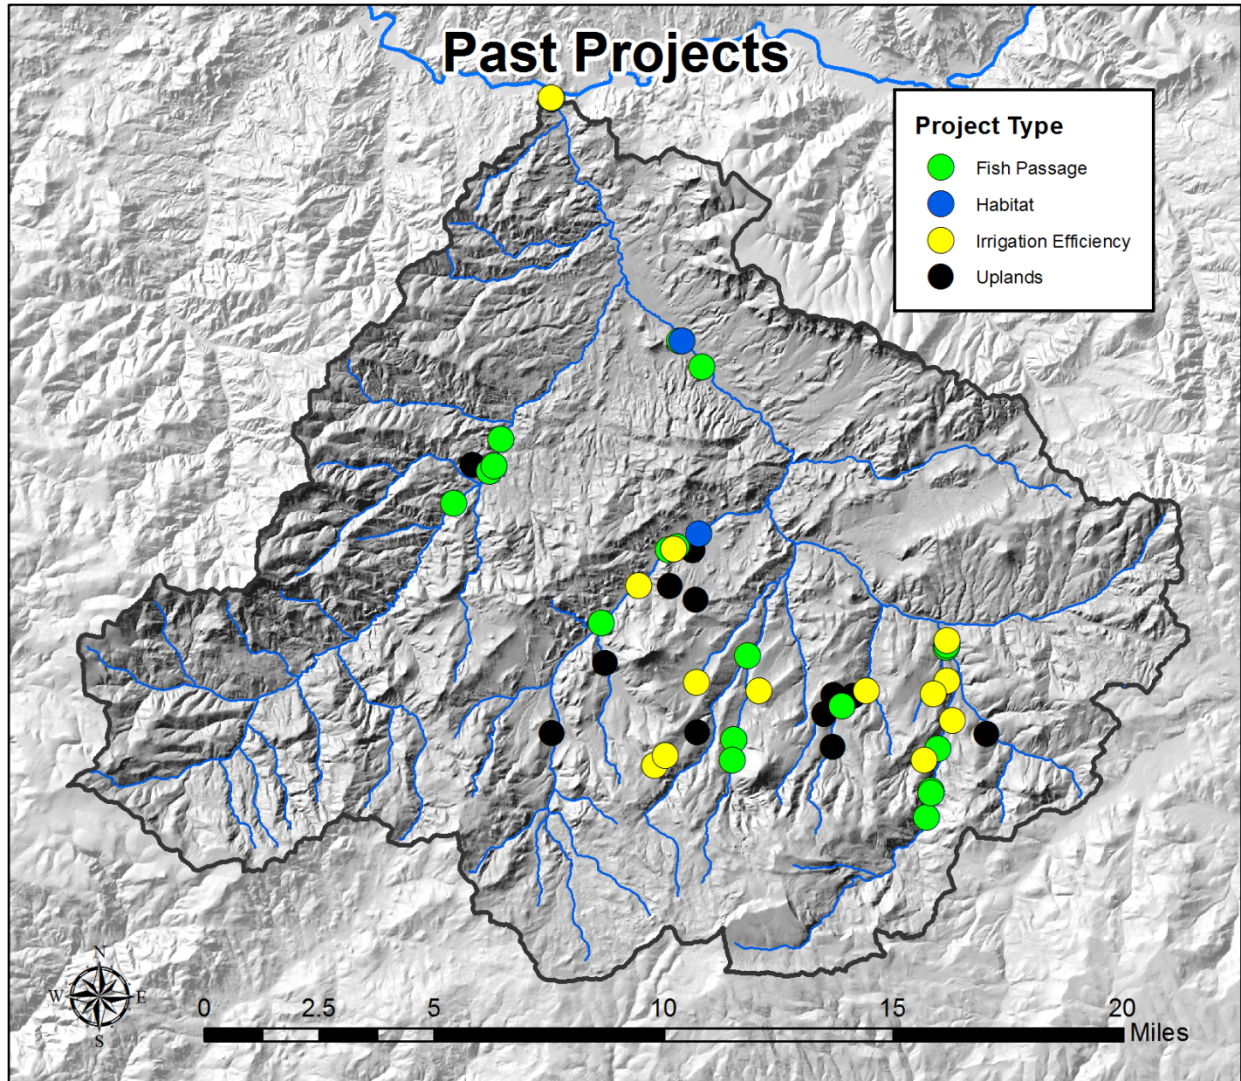 Past Projects
Project Type
Fish Passage
Habitat
Irrigation Efficiency
Uplands
N
W E
S
0 2.5 5 10 15 20
Miles